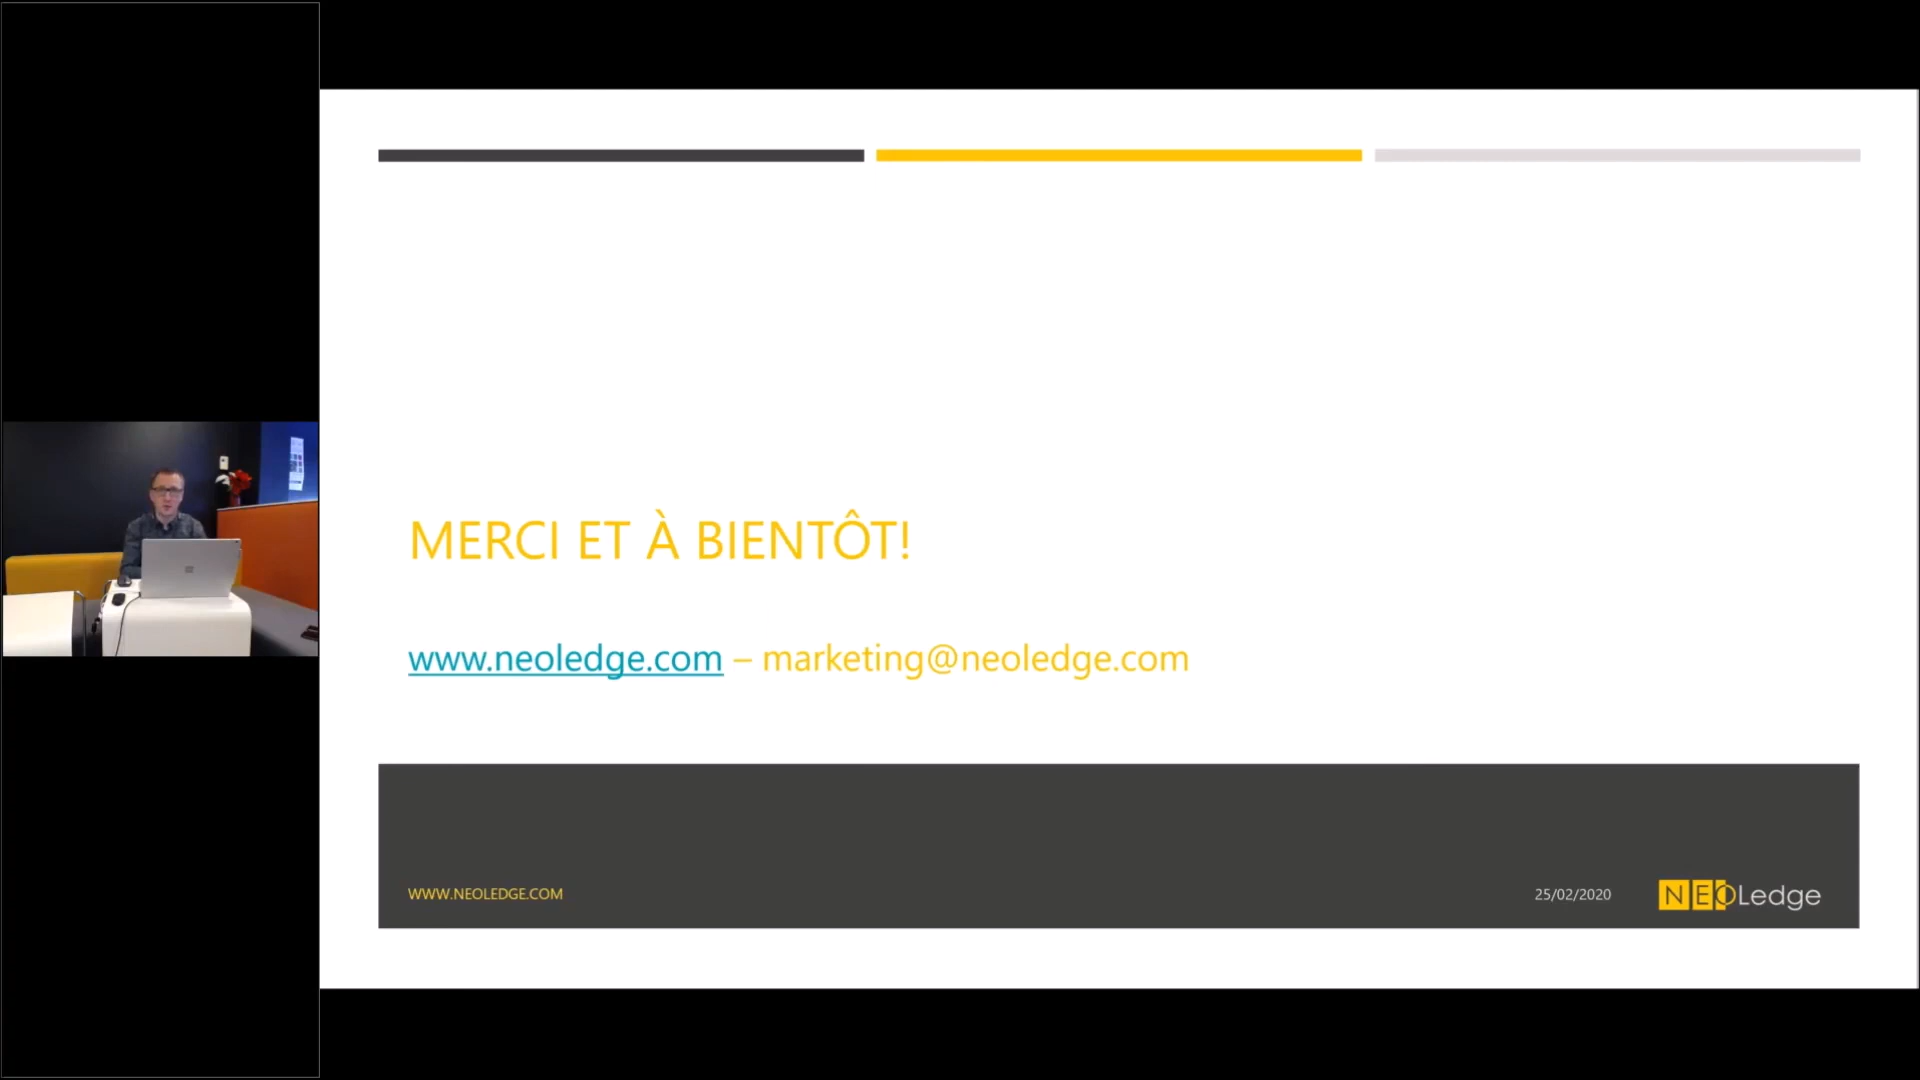 MERCI ET À BIENTÔT!
www.neoledge.com – marketing@neoledge.com
WWW.NEOLEDGE.COM
25/02/2020
NEOLedge